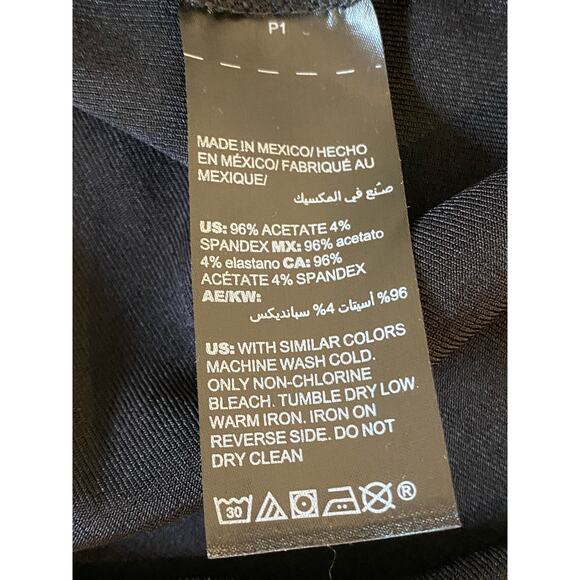 P1
MADE IN MEXICO/ HECHO
EN MÉXICO/ FABRIQUÉ AU
MEXIQUE/
صنع في المكسيك
US: 96% ACETATE 4%
SPANDEX MX: 96% acetato
4% elastano CA: 96%
ACÉTATE 4% SPANDEX
AE/KW:
96% أسيتات 4% سبانديكس
US: WITH SIMILAR COLORS
MACHINE WASH COLD.
ONLY NON-CHLORINE
BLEACH. TUMBLE DRY LOW.
WARM IRON. IRON ON
REVERSE SIDE. DO NOT
DRY CLEAN
30 ®